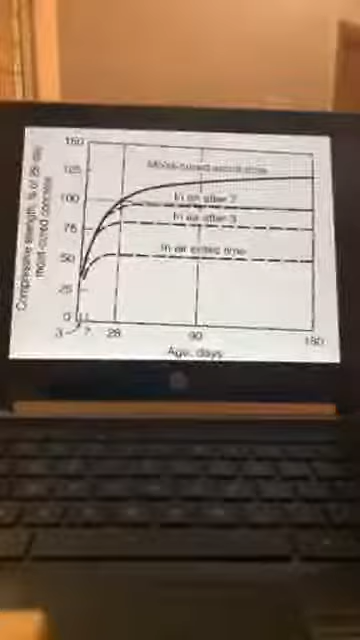 Compressive strength, % of 28-day
moist-cured concrete
150
125
100
75
50
25
0
Moist-cured entire time
In air after 7
In air after 3
In air entire time
3 7 28 90 180
Age, days